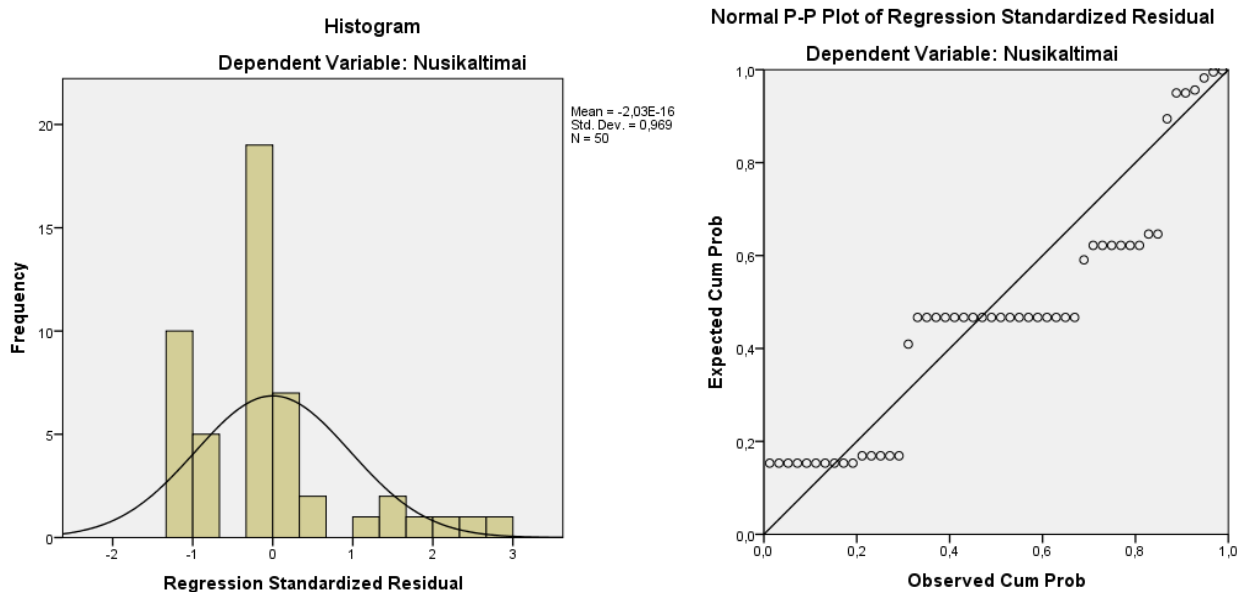 Histogram
Dependent Variable: Nusikaltimai
Mean = -2,03E-16
Std. Dev. = 0,969
N = 50
20
15
10
5
0
-2 -1 0 1 2 3
Frequency
Regression Standardized Residual
Normal P-P Plot of Regression Standardized Residual
Dependent Variable: Nusikaltimai
1,0
0,8
0,6
0,4
0,2
0,0
0,0 0,2 0,4 0,6 0,8 1,0
Expected Cum Prob
Observed Cum Prob